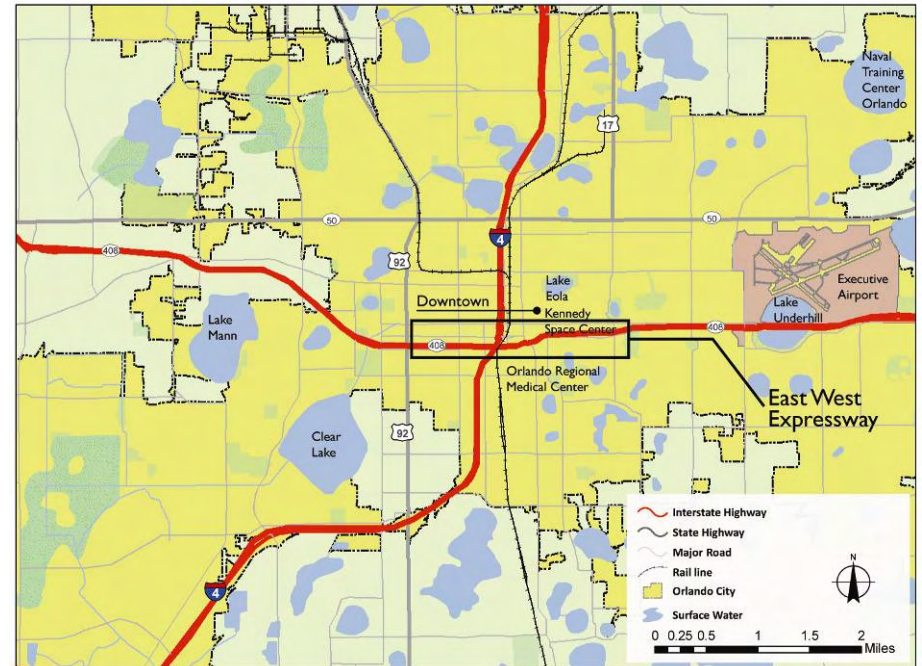 Naval
Training
Center
Orlando
17
50
50
4
408
92
Lake
Eola
Kennedy
Space Center
Downtown
Executive
Airport
Lake
Underhill
Lake
Mann
408
408
Orlando Regional
Medical Center
East West
Expressway
Clear
Lake
92
4
Interstate Highway
State Highway
Major Road
Rail line
Orlando City
Surface Water
N
0 0.25 0.5 1 1.5 2
Miles